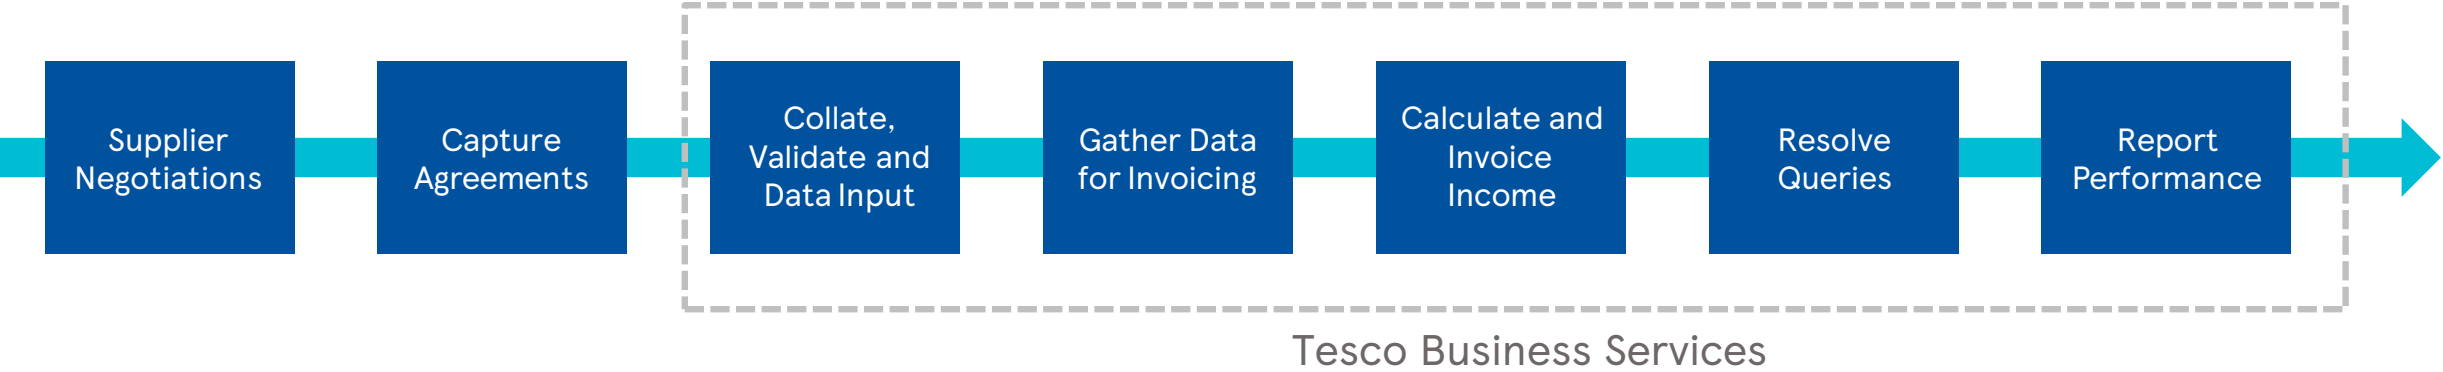 Supplier
Negotiations
Capture
Agreements
Collate,
Validate and
Data Input
Gather Data
for Invoicing
Calculate and
Invoice
Income
Resolve
Queries
Report
Performance
Tesco Business Services